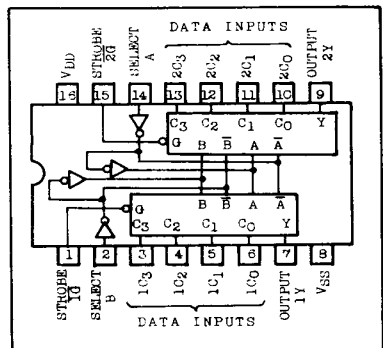 DATA INPUTS
VDD
STROBE 2G
SELECT A
2C3
2C2
2C1
2C0
OUTPUT 2Y
16 15 14 13 12 11 10 9
C3 C2 C1 C0 Y
G
B B̅ A A̅
B B̅ A A̅
G
C3 C2 C1 C0 Y
1 2 3 4 5 6 7 8
STROBE 1G
SELECT B
1C3
1C2
1C1
1C0
OUTPUT 1Y
VSS
DATA INPUTS